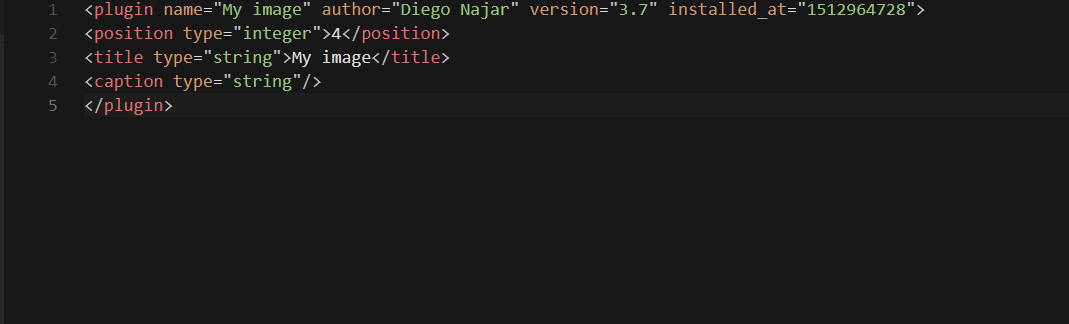 1 <plugin name="My image" author="Diego Najar" version="3.7" installed_at="1512964728">
2 <position type="integer">4</position>
3 <title type="string">My image</title>
4 <caption type="string"/>
5 </plugin>